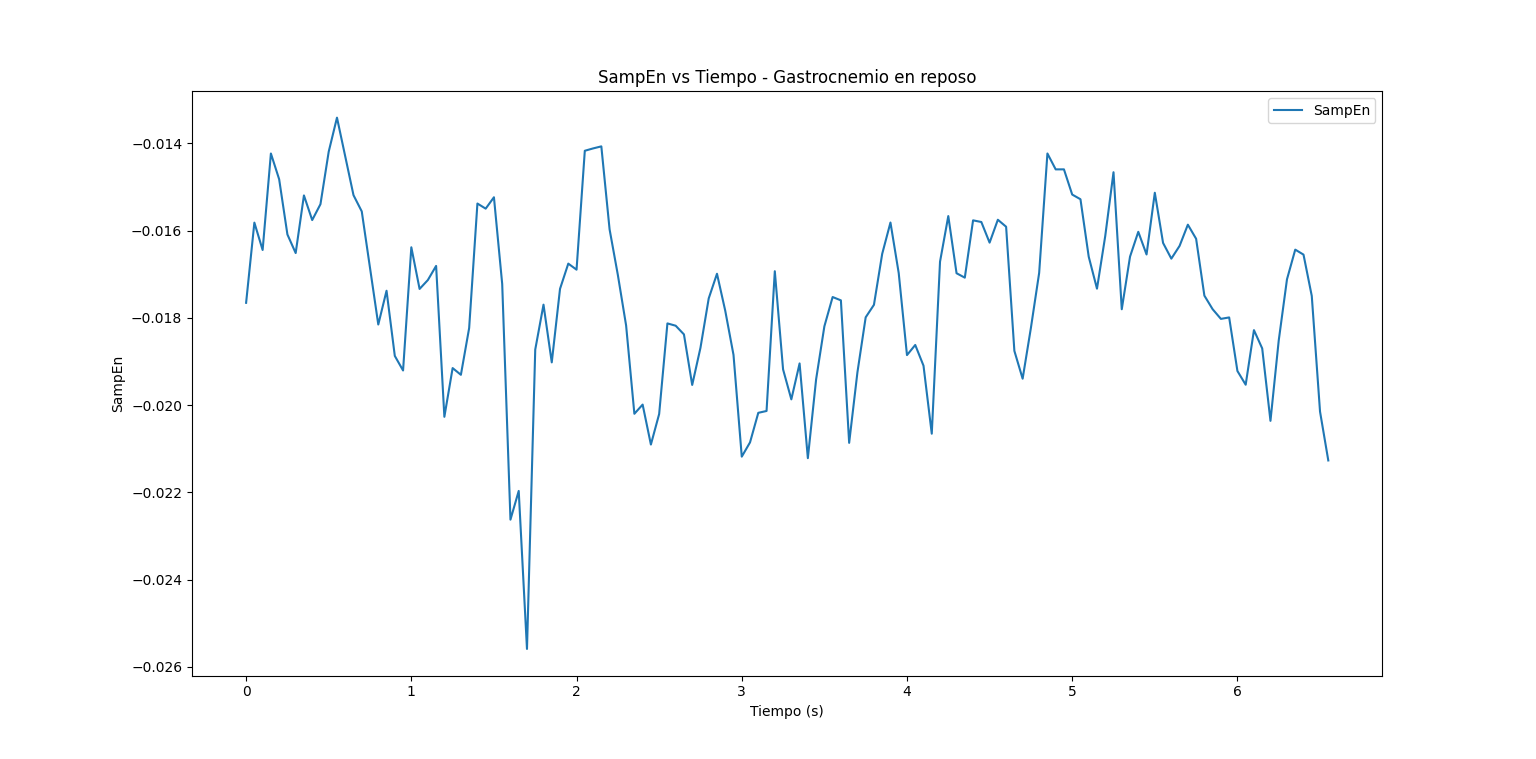 SampEn vs Tiempo - Gastrocnemio en reposo
SampEn
−0.014
−0.016
−0.018
−0.020
−0.022
−0.024
−0.026
SampEn
0 1 2 3 4 5 6
Tiempo (s)